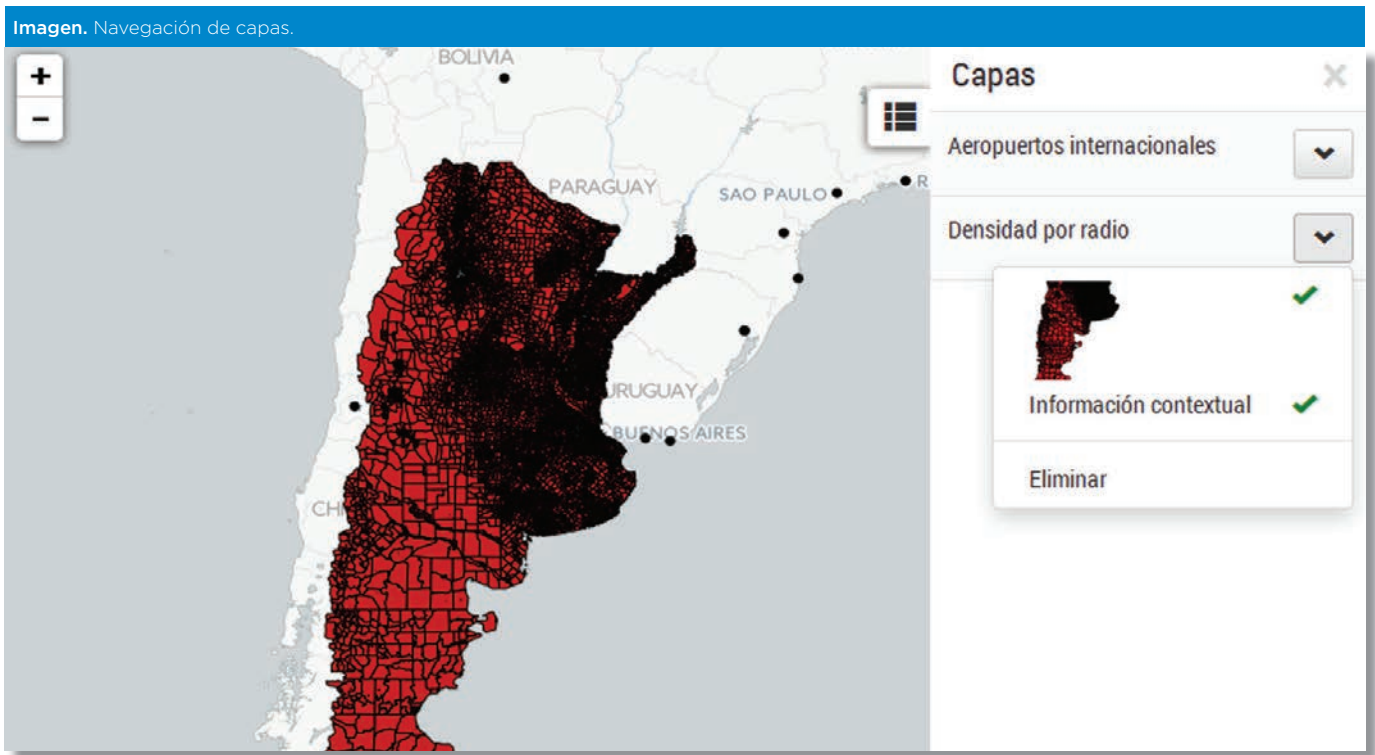 Imagen. Navegación de capas.
+
−
BOLIVIA
PARAGUAY
SAO PAULO
R
URUGUAY
BUENOS AIRES
CH
Capas
×
Aeropuertos internacionales
Densidad por radio
Información contextual
Eliminar